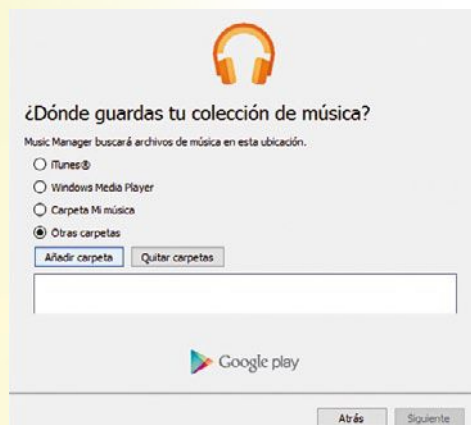 ¿Dónde guardas tu colección de música?
Music Manager buscará archivos de música en esta ubicación.
iTunes®
Windows Media Player
Carpeta Mi música
Otras carpetas
Añadir carpeta Quitar carpetas
Google play
Atrás Siguiente